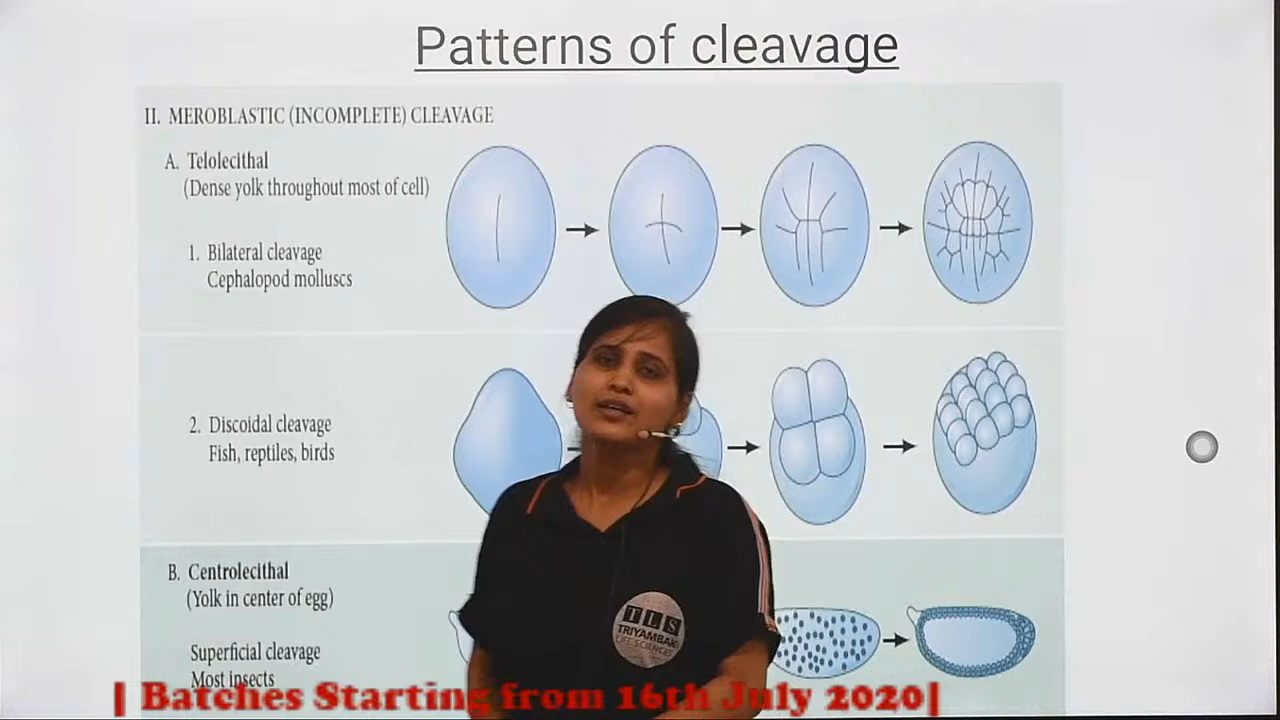 Patterns of cleavage
II. MEROBLASTIC (INCOMPLETE) CLEAVAGE
A. Telolecithal
(Dense yolk throughout most of cell)
1. Bilateral cleavage
Cephalopod molluscs
2. Discoidal cleavage
Fish, reptiles, birds
B. Centrolecithal
(Yolk in center of egg)
Superficial cleavage
Most insects
TLS
TRIYAMBAK
LIFE SCIENCES
| Batches Starting from 16th July 2020|